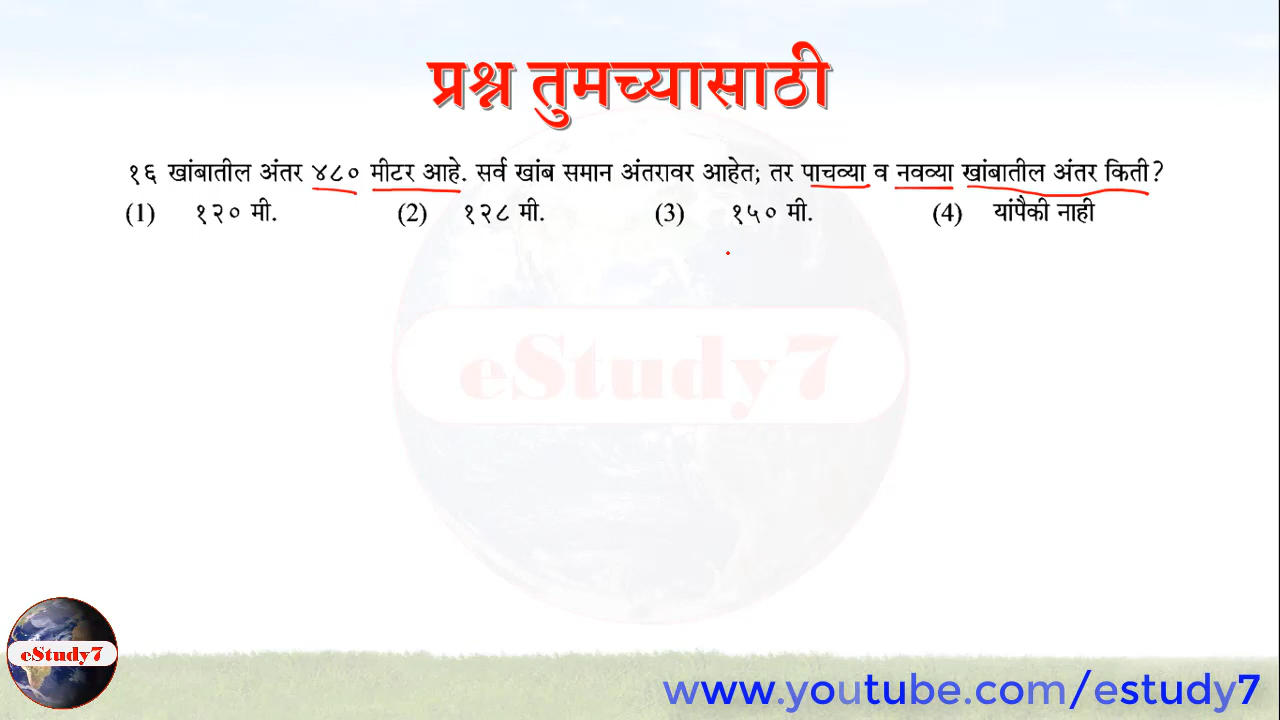 प्रश्न तुमच्यासाठी
१६ खांबातील अंतर ४८० मीटर आहे. सर्व खांब समान अंतरावर आहेत; तर पाचव्या व नवव्या खांबातील अंतर किती?
(1) १२० मी. (2) १२८ मी. (3) १५० मी. (4) यांपैकी नाही
eStudy7
eStudy7
www.youtube.com/estudy7